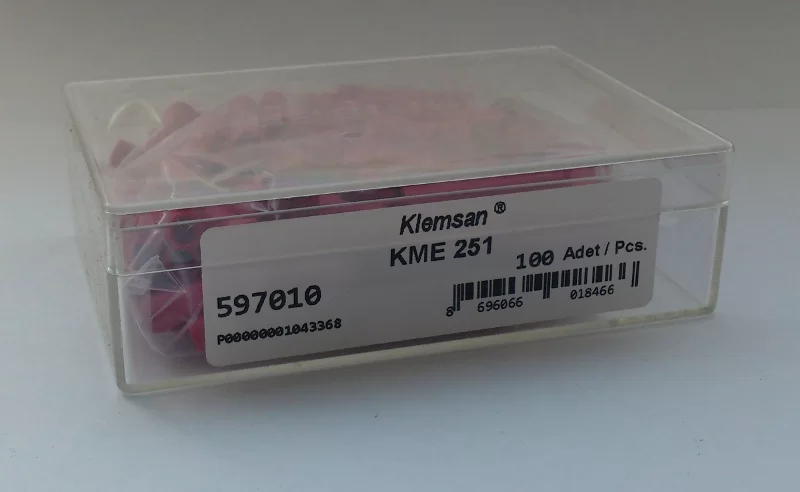 Klemsan ®
KME 251
100 Adet / Pcs.
597010
P00000001043368
8 696066 018466